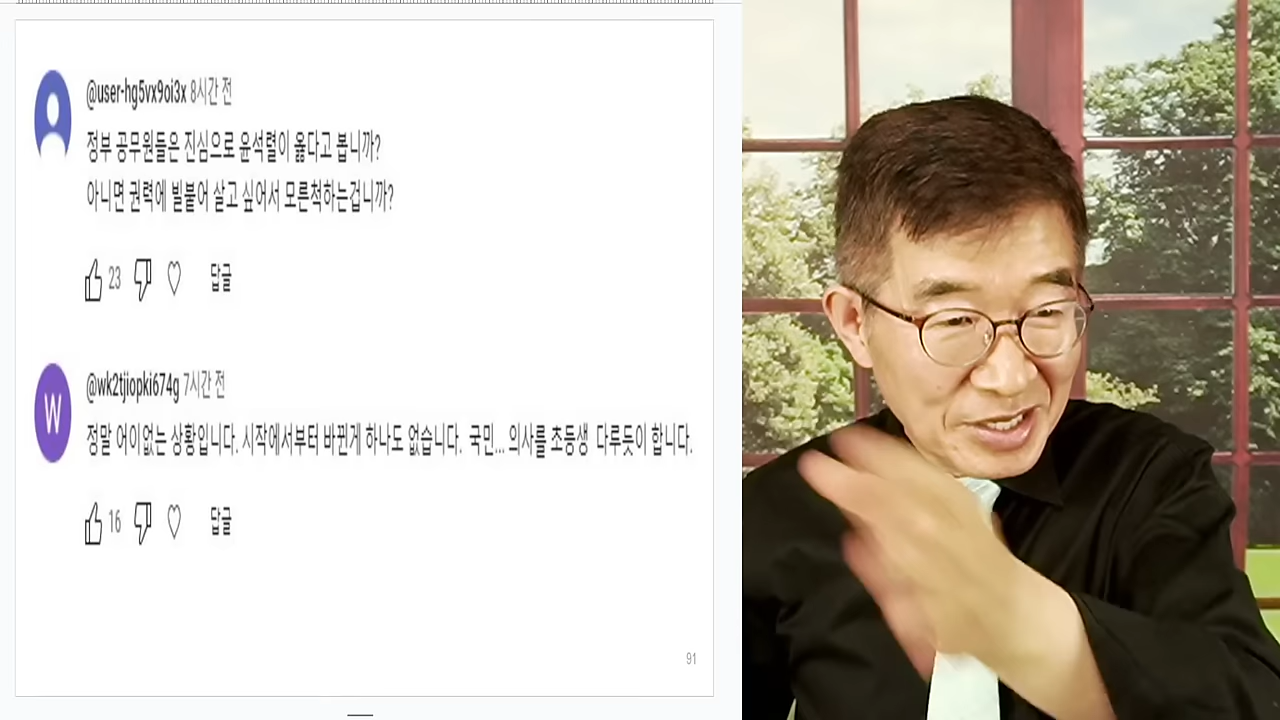 @user-hg5vx9oi3x 8시간 전
정부 공무원들은 진심으로 윤석렬이 옳다고 봅니까?
아니면 권력에 빌붙어 살고 싶어서 모른척하는겁니까?
23 답글
W
@wk2tjiopki674g 7시간 전
정말 어이없는 상황입니다. 시작에서부터 바뀐게 하나도 없습니다. 국민... 의사를 초등생 다루듯이 합니다.
16 답글
91